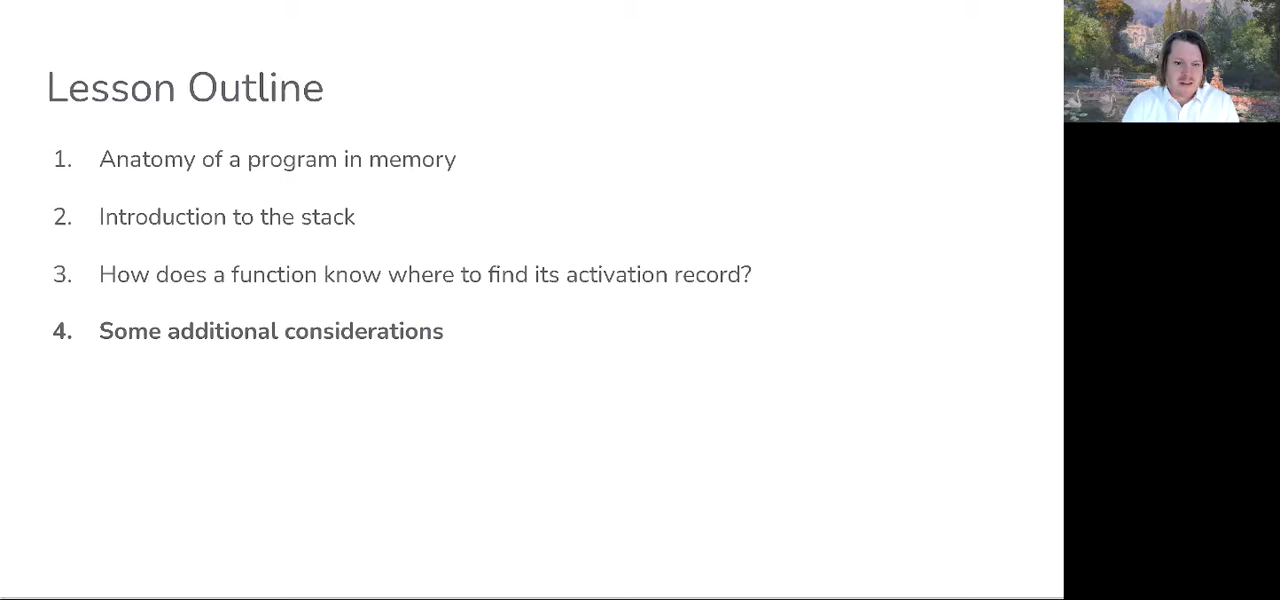 Lesson Outline
1. Anatomy of a program in memory
2. Introduction to the stack
3. How does a function know where to find its activation record?
4. Some additional considerations